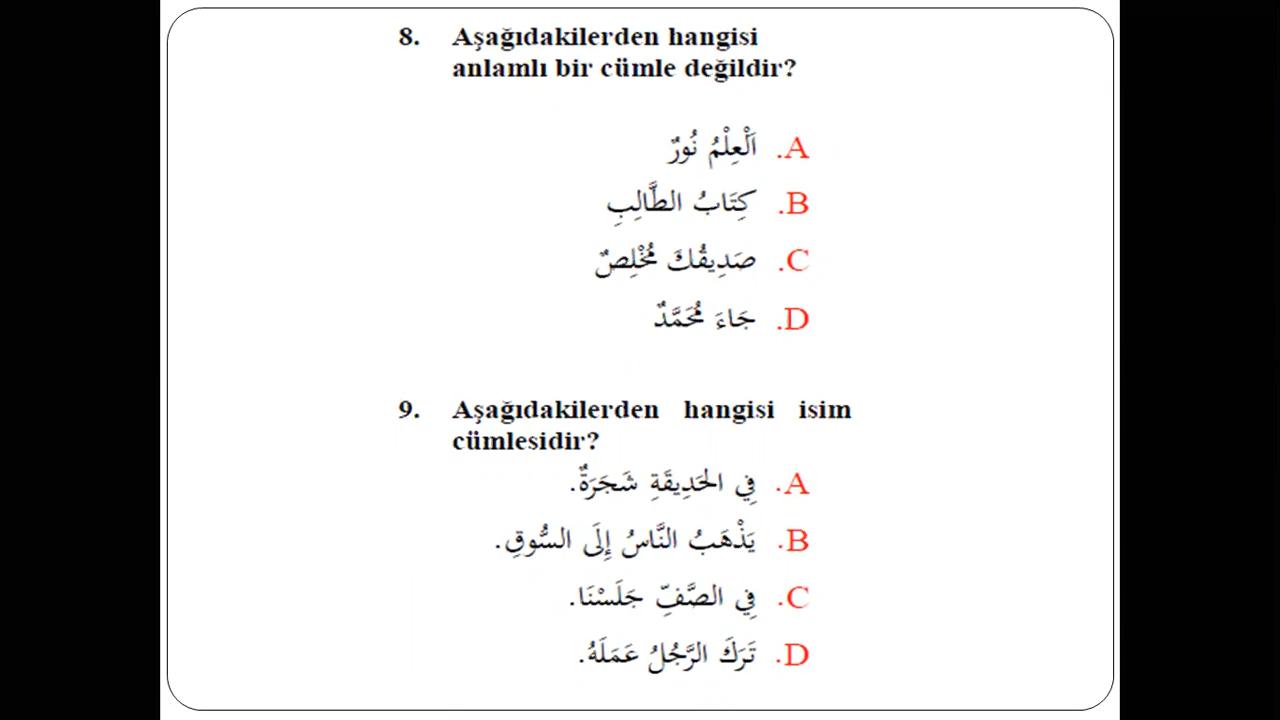 8. Aşağıdakilerden hangisi
anlamlı bir cümle değildir?
A. اَلْعِلْمُ نُورٌ
B. كِتَابُ الطَّالِبِ
C. صَدِيقُكَ مُخْلِصٌ
D. جَاءَ مُحَمَّدٌ
9. Aşağıdakilerden hangisi isim
cümlesidir?
A. فِي الحَدِيقَةِ شَجَرَةٌ.
B. يَذْهَبُ النَّاسُ إِلَى السُّوقِ.
C. فِي الصَّفِّ جَلَسْنَا.
D. تَرَكَ الرَّجُلُ عَمَلَهُ.